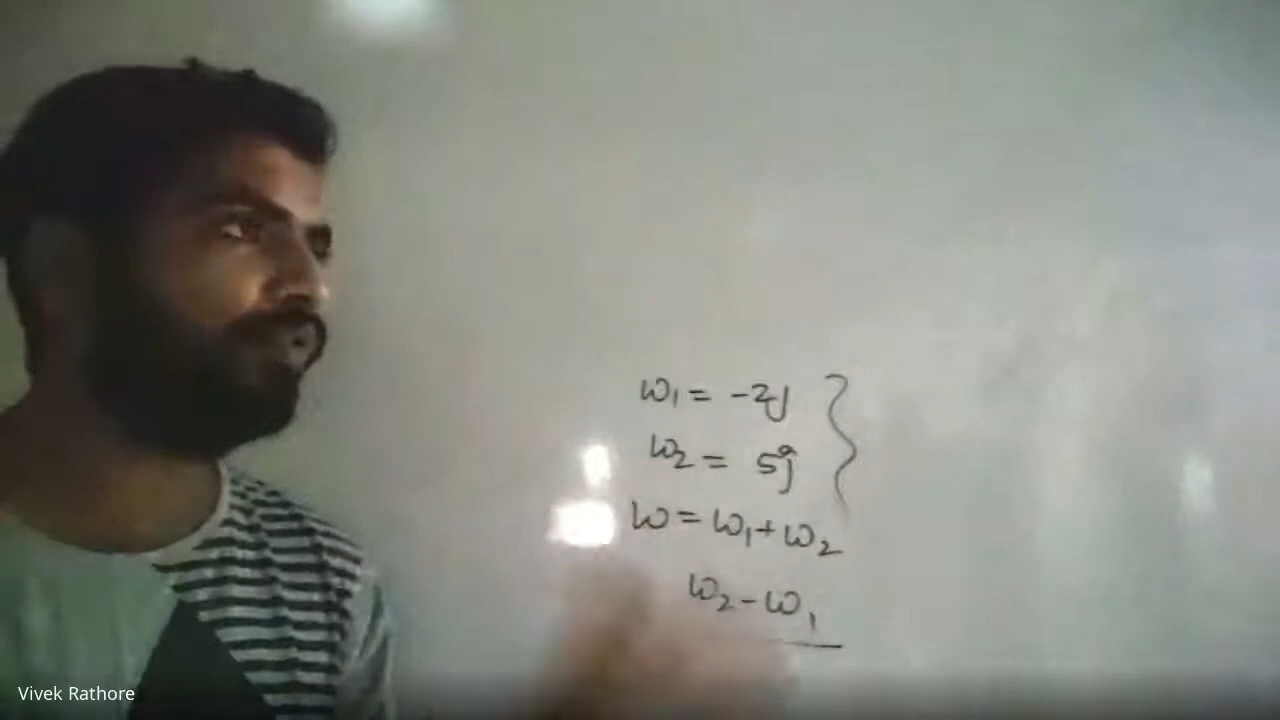 ω₁ = -2J
ω₂ = 5J
ω = ω₁ + ω₂
ω₂ - ω₁
Vivek Rathore